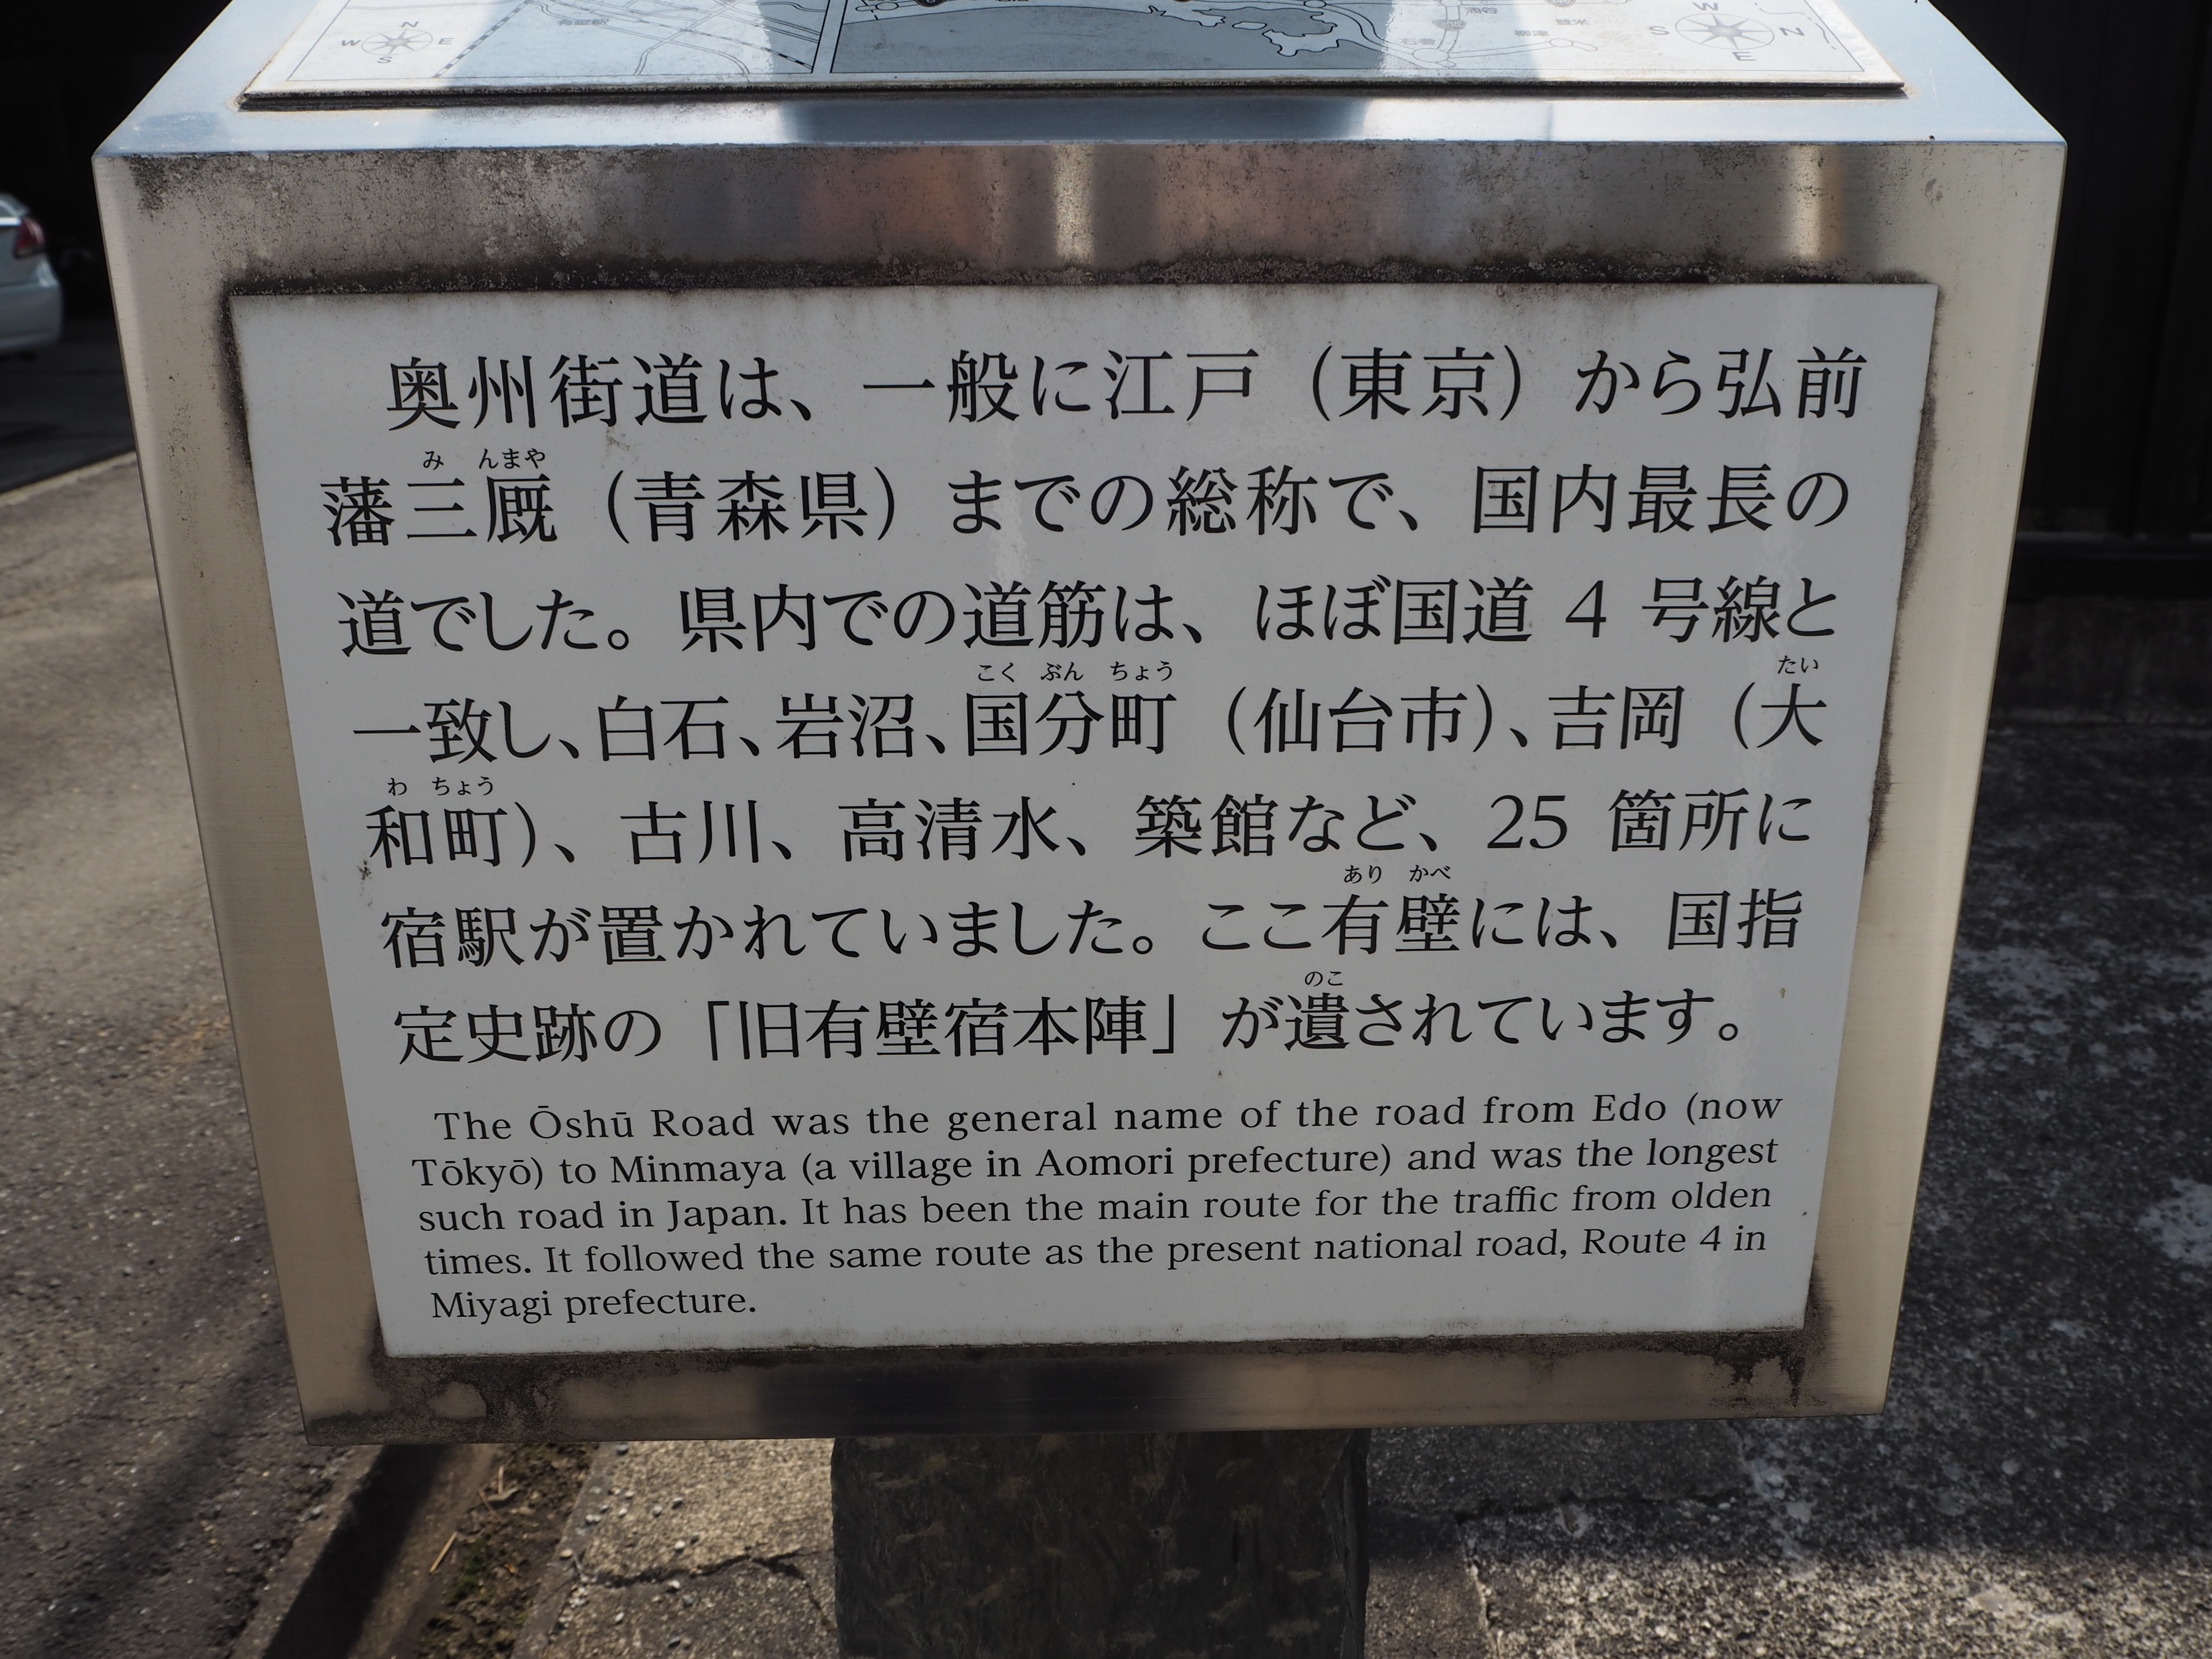 N
W E
S
W
S N
E
有壁駅
奥州街道は、一般に江戸（東京）から弘前
み んまや
藩三厩（青森県）までの総称で、国内最長の
道でした。県内での道筋は、ほぼ国道 4 号線と
こく ぶん ちょう たい
一致し、白石、岩沼、国分町（仙台市）、吉岡（大
わ ちょう
和町）、古川、高清水、築館など、25 箇所に
あり かべ
宿駅が置かれていました。ここ有壁には、国指
のこ
定史跡の「旧有壁宿本陣」が遺されています。
The Ōshū Road was the general name of the road from Edo (now
Tōkyō) to Minmaya (a village in Aomori prefecture) and was the longest
such road in Japan. It has been the main route for the traffic from olden
times. It followed the same route as the present national road, Route 4 in
Miyagi prefecture.